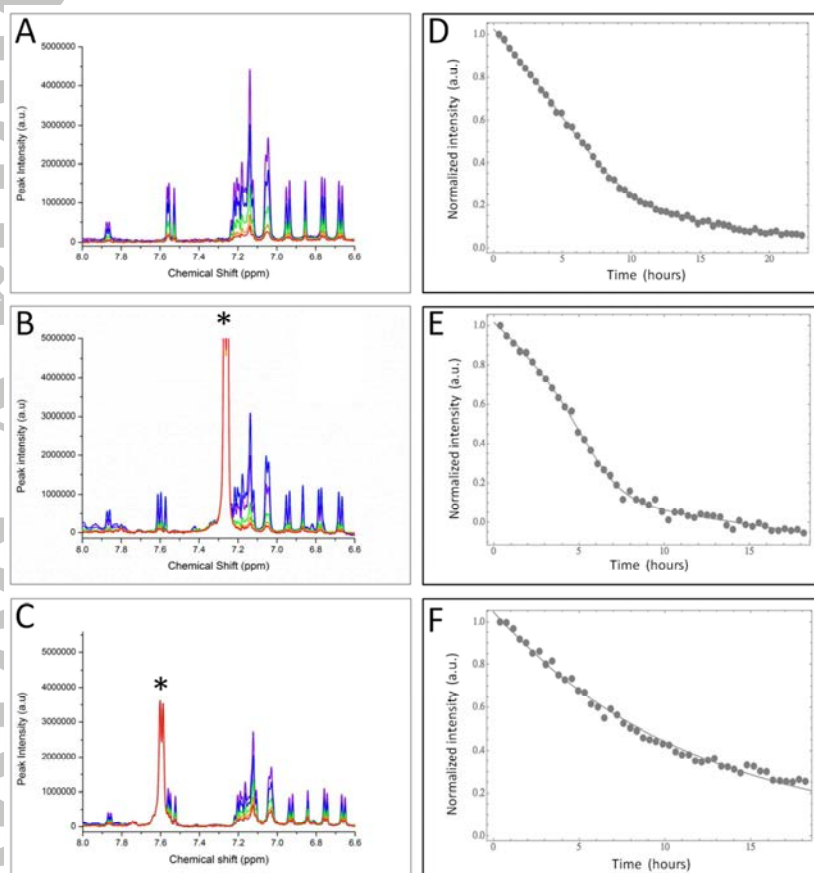 A
Peak Intensity (a.u.)
5000000
4000000
3000000
2000000
1000000
0
8.0 7.8 7.6 7.4 7.2 7.0 6.8 6.6
Chemical Shift (ppm)
D
Normalized intensity (a.u.)
1.0
0.8
0.6
0.4
0.2
0.0
0 5 10 15 20
Time (hours)
B
*
Peak intensity (a.u)
5000000
4000000
3000000
2000000
1000000
0
8.0 7.8 7.6 7.4 7.2 7.0 6.8 6.6
Chemical Shift (ppm)
E
Normalized intensity (a.u.)
1.0
0.8
0.6
0.4
0.2
0.0
0 5 10 15
Time (hours)
C
*
Peak Intensity (a.u)
5000000
4000000
3000000
2000000
1000000
0
8.0 7.8 7.6 7.4 7.2 7.0 6.8 6.6
Chemical shift (ppm)
F
Normalized intensity (a.u.)
1.0
0.8
0.6
0.4
0.2
0.0
0 5 10 15
Time (hours)